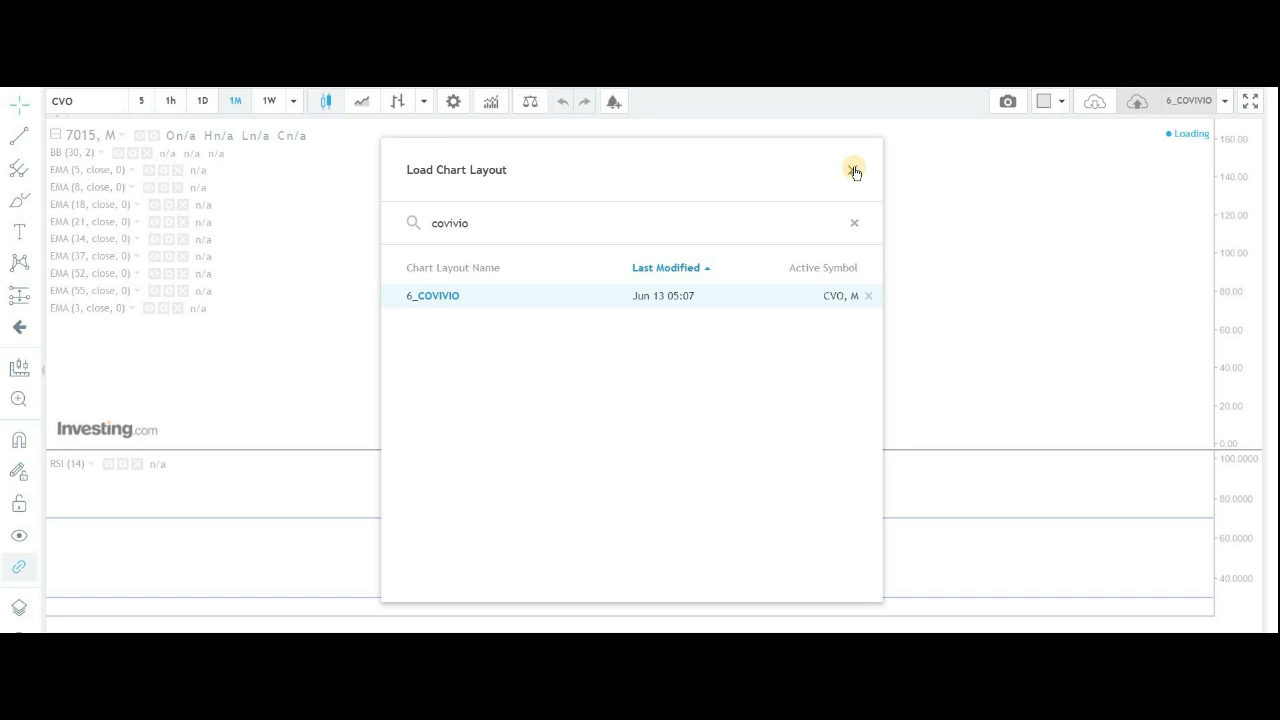 CVO 5 1h 1D 1M 1W 6_COVIVIO
7015, M On/a Hn/a Ln/a Cn/a
Loading
BB (30, 2) n/a n/a n/a
EMA (5, close, 0) n/a
EMA (8, close, 0) n/a
EMA (18, close, 0) n/a
EMA (21, close, 0) n/a
EMA (34, close, 0) n/a
EMA (37, close, 0) n/a
EMA (52, close, 0) n/a
EMA (55, close, 0) n/a
EMA (3, close, 0) n/a
Investing.com
RSI (14) n/a
Load Chart Layout
covivio
Chart Layout Name Last Modified Active Symbol
6_COVIVIO Jun 13 05:07 CVO, M
160.00
140.00
120.00
100.00
80.00
60.00
40.00
20.00
0.00
100.0000
80.0000
60.0000
40.0000